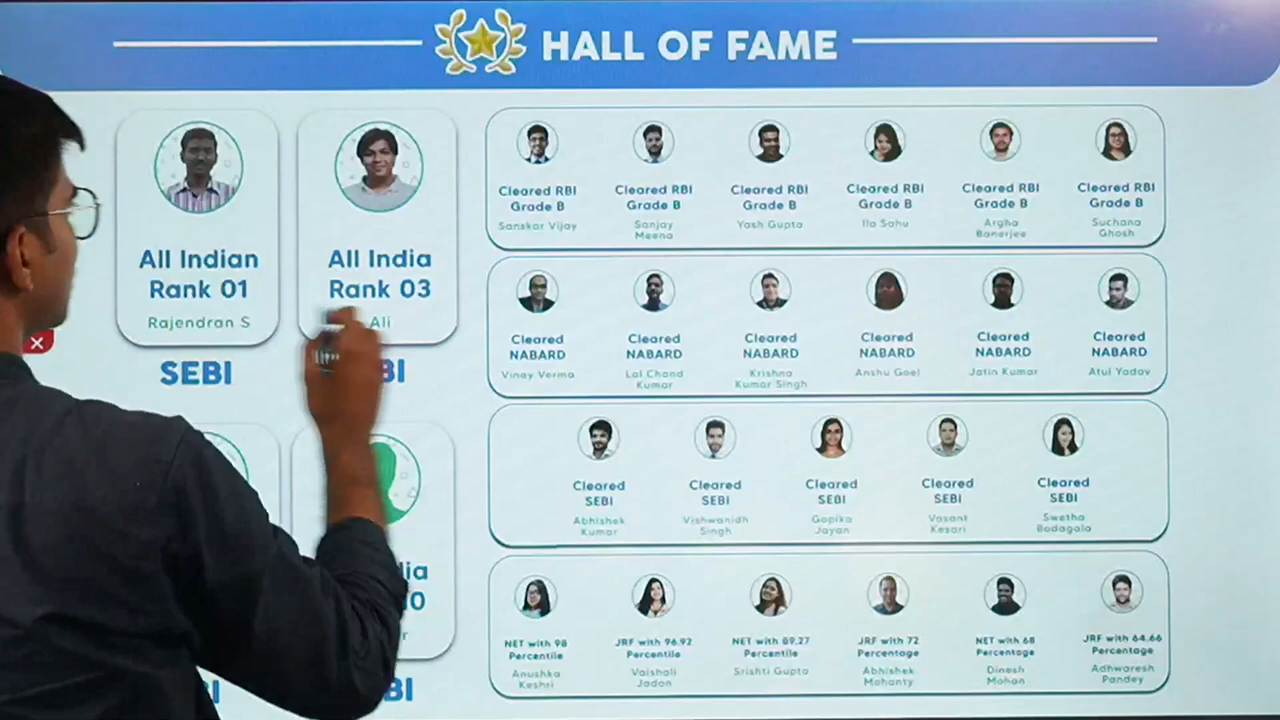 HALL OF FAME
All Indian
Rank 01
Rajendran S
SEBI
All India
Rank 03
Ali
BI
Cleared RBI
Grade B
Sanskar Vijay
Cleared RBI
Grade B
Sanjay
Meena
Cleared RBI
Grade B
Yash Gupta
Cleared RBI
Grade B
Ila Sahu
Cleared RBI
Grade B
Argha
Banerjee
Cleared RBI
Grade B
Suchana
Ghosh
Cleared
NABARD
Vinay Verma
Cleared
NABARD
Lal Chand
Kumar
Cleared
NABARD
Krishna
Kumar Singh
Cleared
NABARD
Anshu Goel
Cleared
NABARD
Jatin Kumar
Cleared
NABARD
Atul Yadav
Cleared
SEBI
Abhishek
Kumar
Cleared
SEBI
Vishwanidh
Singh
Cleared
SEBI
Gopika
Jayan
Cleared
SEBI
Vasant
Kesari
Cleared
SEBI
Swetha
Badagala
NET with 98
Percentile
Anushka
Keshri
JRF with 96.92
Percentile
Vaishali
Jadon
NET with 89.27
Percentile
Srishti Gupta
JRF with 72
Percentage
Abhishek
Mohanty
NET with 68
Percentage
Dinesh
Mohan
JRF with 64.66
Percentage
Adhwaresh
Pandey
ia
0
r
I
BI